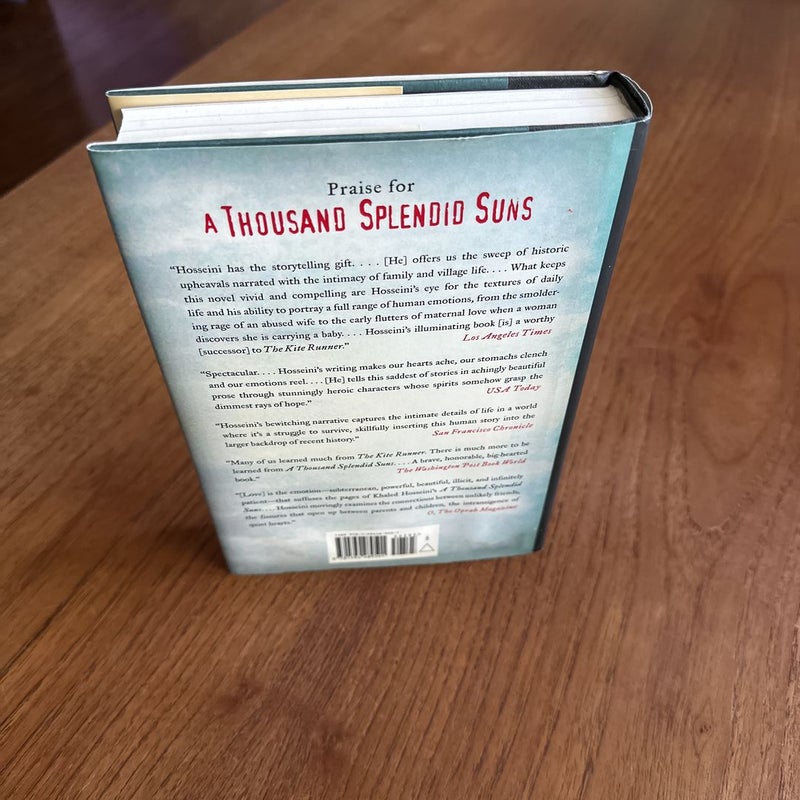 Praise for
A THOUSAND SPLENDID SUNS
“Hosseini has the storytelling gift. . . . [He] offers us the sweep of historic
upheavals narrated with the intimacy of family and village life. . . . What keeps
this novel vivid and compelling are Hosseini’s eye for the textures of daily
life and his ability to portray a full range of human emotions, from the smolder-
ing rage of an abused wife to the early flutters of maternal love when a woman
discovers she is carrying a baby. . . . Hosseini’s illuminating book [is] a worthy
[successor] to The Kite Runner.” Los Angeles Times
“Spectacular. . . . Hosseini’s writing makes our hearts ache, our stomachs clench
and our emotions reel. . . . [He] tells this saddest of stories in achingly beautiful
prose through stunningly heroic characters whose spirits somehow grasp the
dimmest rays of hope.” USA Today
“Hosseini’s bewitching narrative captures the intimate details of life in a world
where it’s a struggle to survive, skillfully inserting this human story into the
larger backdrop of recent history.” San Francisco Chronicle
“Many of us learned much from The Kite Runner. There is much more to be
learned from A Thousand Splendid Suns. . . . A brave, honorable, big-hearted
book.” The Washington Post Book World
“[Love] is the emotion—subterranean, powerful, beautiful, illicit, and infinitely
patient—that suffuses the pages of Khaled Hosseini’s A Thousand Splendid
Suns. . . . Hosseini movingly examines the connections between unlikely friends,
the fissures that open up between parents and children, the intransigence of
quiet hearts.” O, The Oprah Magazine